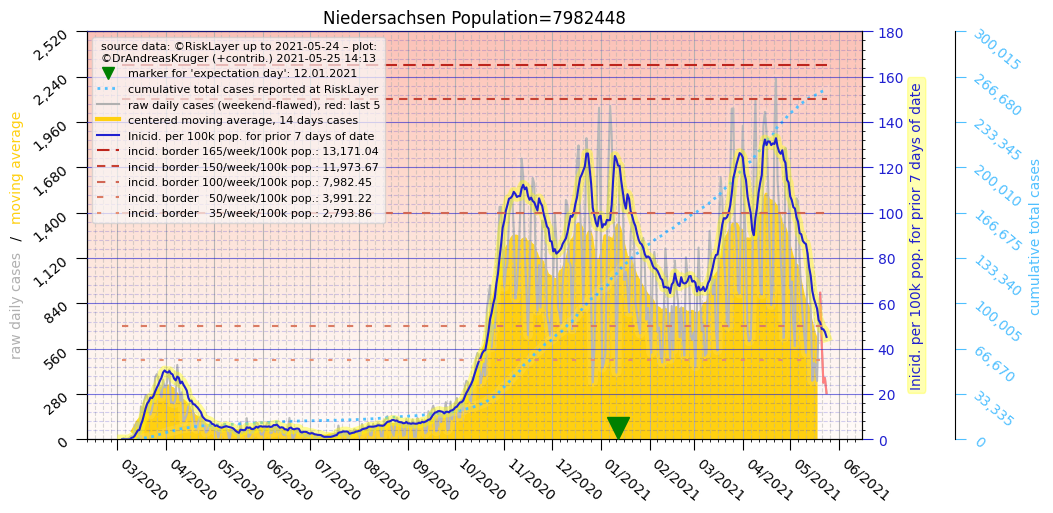 Niedersachsen Population=7982448
source data: ©RiskLayer up to 2021-05-24 – plot:
©DrAndreasKruger (+contrib.) 2021-05-25 14:13
marker for 'expectation day': 12.01.2021
cumulative total cases reported at RiskLayer
raw daily cases (weekend-flawed), red: last 5
centered moving average, 14 days cases
Inicid. per 100k pop. for prior 7 days of date
incid. border 165/week/100k pop.: 13,171.04
incid. border 150/week/100k pop.: 11,973.67
incid. border 100/week/100k pop.: 7,982.45
incid. border 50/week/100k pop.: 3,991.22
incid. border 35/week/100k pop.: 2,793.86
raw daily cases / moving average
2,520
2,240
1,960
1,680
1,400
1,120
840
560
280
0
03/2020
04/2020
05/2020
06/2020
07/2020
08/2020
09/2020
10/2020
11/2020
12/2020
01/2021
02/2021
03/2021
04/2021
05/2021
06/2021
180
160
140
120
100
80
60
40
20
0
Inicid. per 100k pop. for prior 7 days of date
300,015
266,680
233,345
200,010
166,675
133,340
100,005
66,670
33,335
0
cumulative total cases